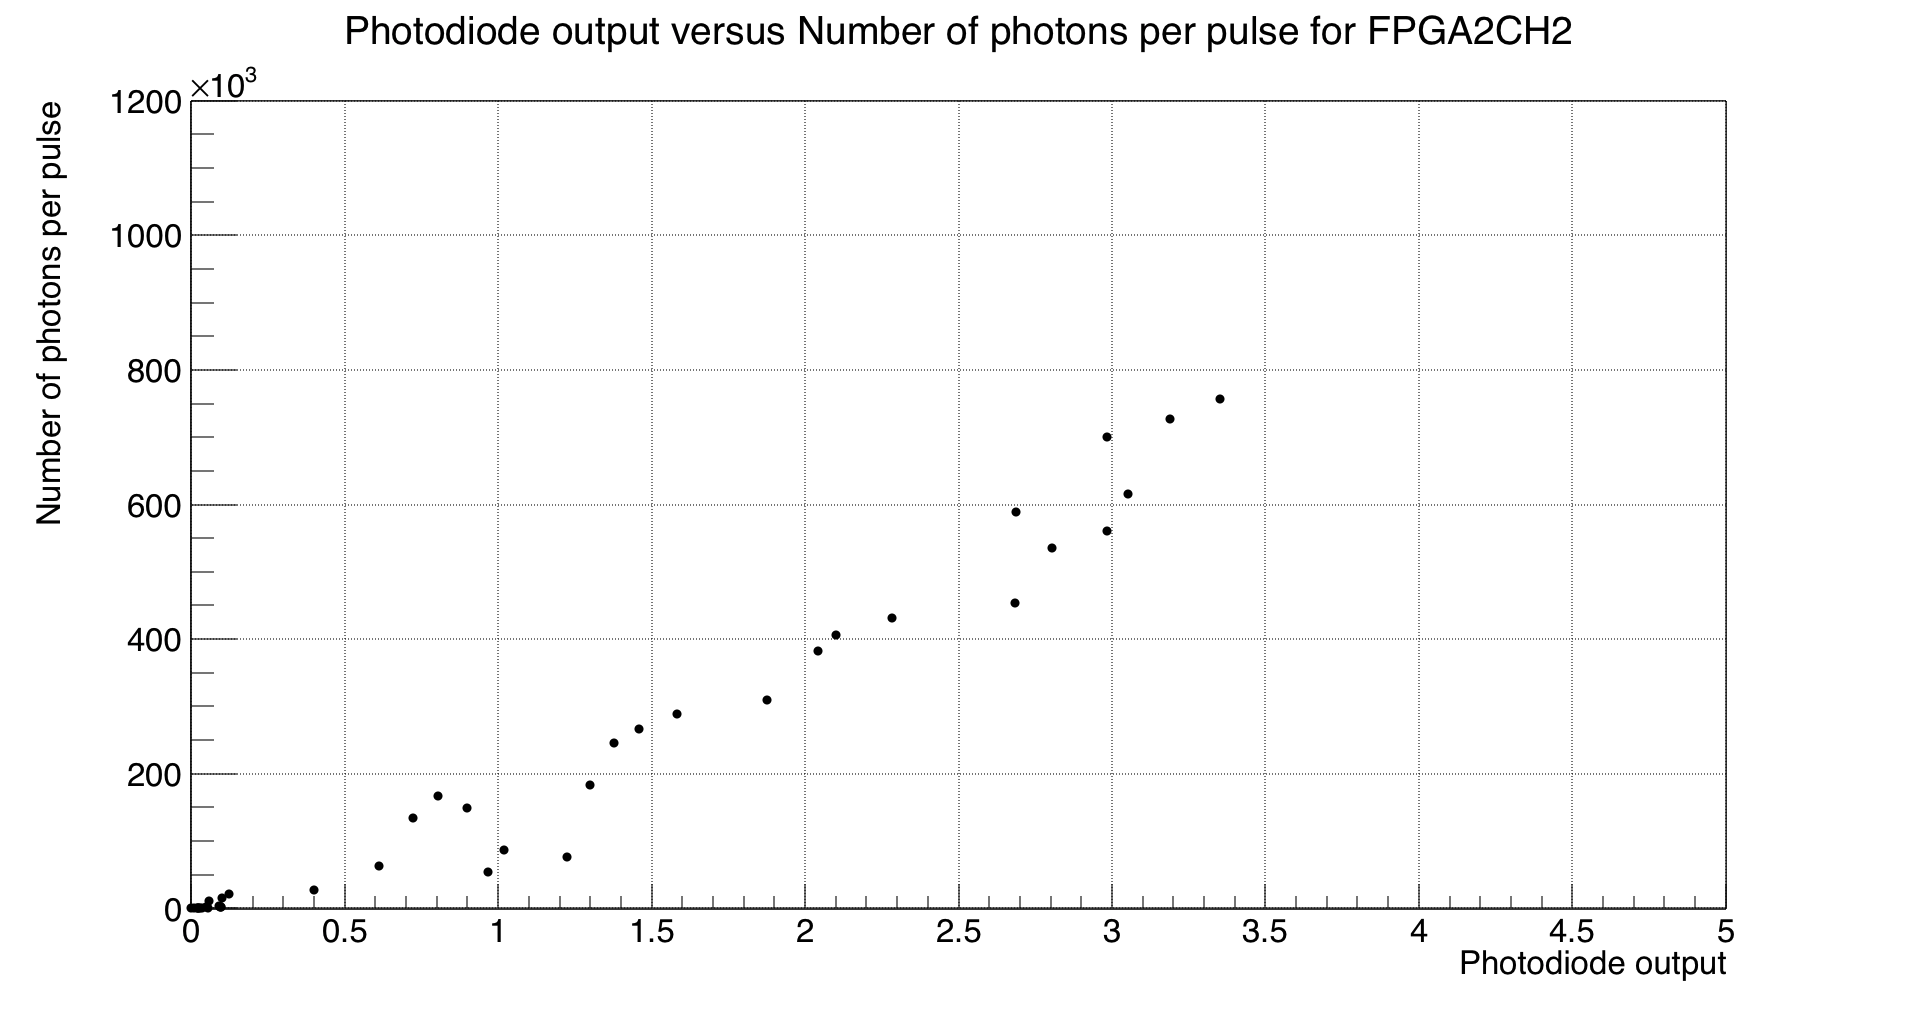 Photodiode output versus Number of photons per pulse for FPGA2CH2
×10³
Number of photons per pulse
1200
1000
800
600
400
200
0
0 0.5 1 1.5 2 2.5 3 3.5 4 4.5 5
Photodiode output